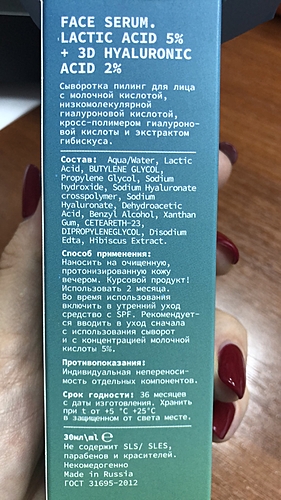 FACE SERUM.
LACTIC ACID 5%
+ 3D HYALURONIC
ACID 2%
Сыворотка пилинг для лица
с молочной кислотой,
низкомолекулярной
гиалуроновой кислотой,
кросс-полимером гиалуроно-
вой кислоты и экстрактом
гибискуса.
Состав: Aqua/Water, Lactic
Acid, BUTYLENE GLYCOL,
Propylene Glycol, Sodium
hydroxide, Sodium Hyaluronate
crosspolymer, Sodium
Hyaluronate, Dehydroacetic
Acid, Benzyl Alcohol, Xanthan
Gum, CETEARETH-23,
DIPROPYLENEGLYCOL, Disodium
Edta, Hibiscus Extract.
Способ применения:
Наносить на очищенную,
протонизированную кожу
вечером. Курсовой продукт!
Использовать 2 месяца.
Во время использования
включить в утренний уход
средство с SPF. Рекомендует-
ся вводить в уход сначала
с использования сыворот
и с концентрацией молочной
кислоты 5%.
Противопоказания:
Индивидуальная непереноси-
мость отдельных компонентов.
Срок годности: 36 месяцев
с даты изготовления. Хранить
при t от +5 °C +25°C
в защищенном от света месте.
30мл\ml e
Не содержит SLS/ SLES,
парабенов и красителей.
Некомедогенно
Made in Russia
ГОСТ 31695-2012